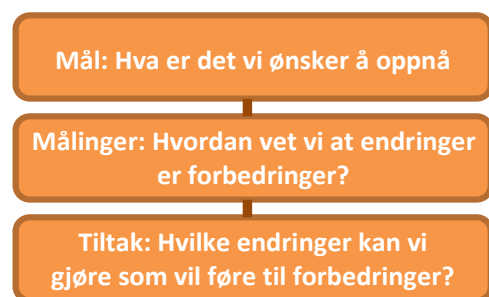 Mål: Hva er det vi ønsker å oppnå
Målinger: Hvordan vet vi at endringer
er forbedringer?
Tiltak: Hvilke endringer kan vi
gjøre som vil føre til forbedringer?